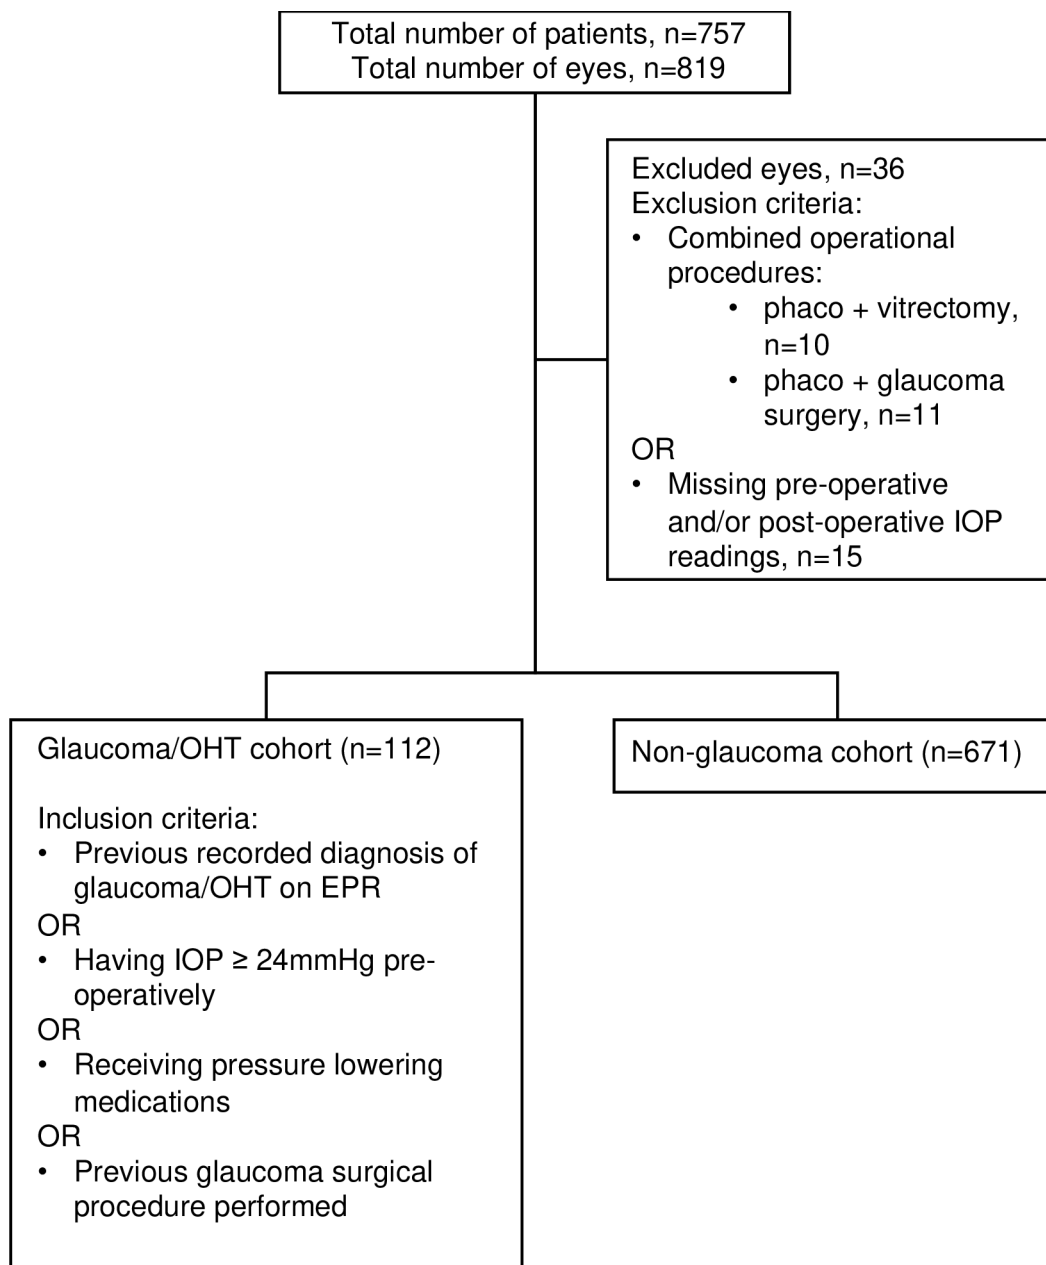 Total number of patients, n=757
Total number of eyes, n=819
Excluded eyes, n=36
Exclusion criteria:
• Combined operational
procedures:
• phaco + vitrectomy,
n=10
• phaco + glaucoma
surgery, n=11
OR
• Missing pre-operative
and/or post-operative IOP
readings, n=15
Glaucoma/OHT cohort (n=112)
Inclusion criteria:
• Previous recorded diagnosis of
glaucoma/OHT on EPR
OR
• Having IOP ≥ 24mmHg pre-
operatively
OR
• Receiving pressure lowering
medications
OR
• Previous glaucoma surgical
procedure performed
Non-glaucoma cohort (n=671)